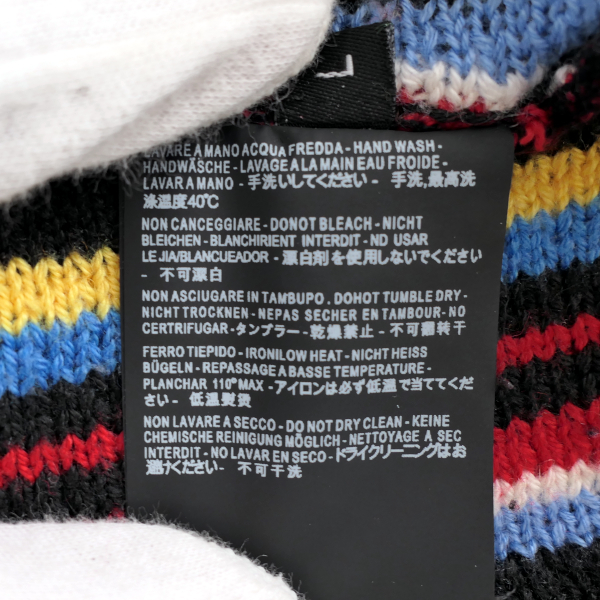 L
LAVARE A MANO ACQUA FREDDA - HAND WASH -
HANDWÄSCHE - LAVAGE A LA MAIN EAU FROIDE -
LAVAR A MANO - 手洗いしてください - 手洗,最高洗
涤温度40℃
NON CANCEGGIARE - DONOT BLEACH - NICHT
BLEICHEN - BLANCHIRIENT INTERDIT - ND USAR
LEJIA/BLANCUEADOR - 漂白剤を使用しないでください
- 不可漂白
NON ASCIUGARE IN TAMBUPO . DOHOT TUMBLE DRY -
NICHT TROCKNEN - NEPAS SECHER EN TAMBOUR - NO
CERTRIFUGAR - タンブラー - 乾燥禁止 - 不可翻转干
FERRO TIEPIDO - IRONILOW HEAT - NICHT HEISS
BÜGELN - REPASSAGE A BASSE TEMPERATURE -
PLANCHAR 110°MAX - アイロンは必ず低温で当ててくだ
さい - 低温熨烫
NON LAVARE A SECCO - DO NOT DRY CLEAN - KEINE
CHEMISCHE REINIGUNG MÖGLICH - NETTOYAGE A SEC
INTERDIT - NO LAVAR EN SECO - ドライクリーニングはお
避けください - 不可干洗